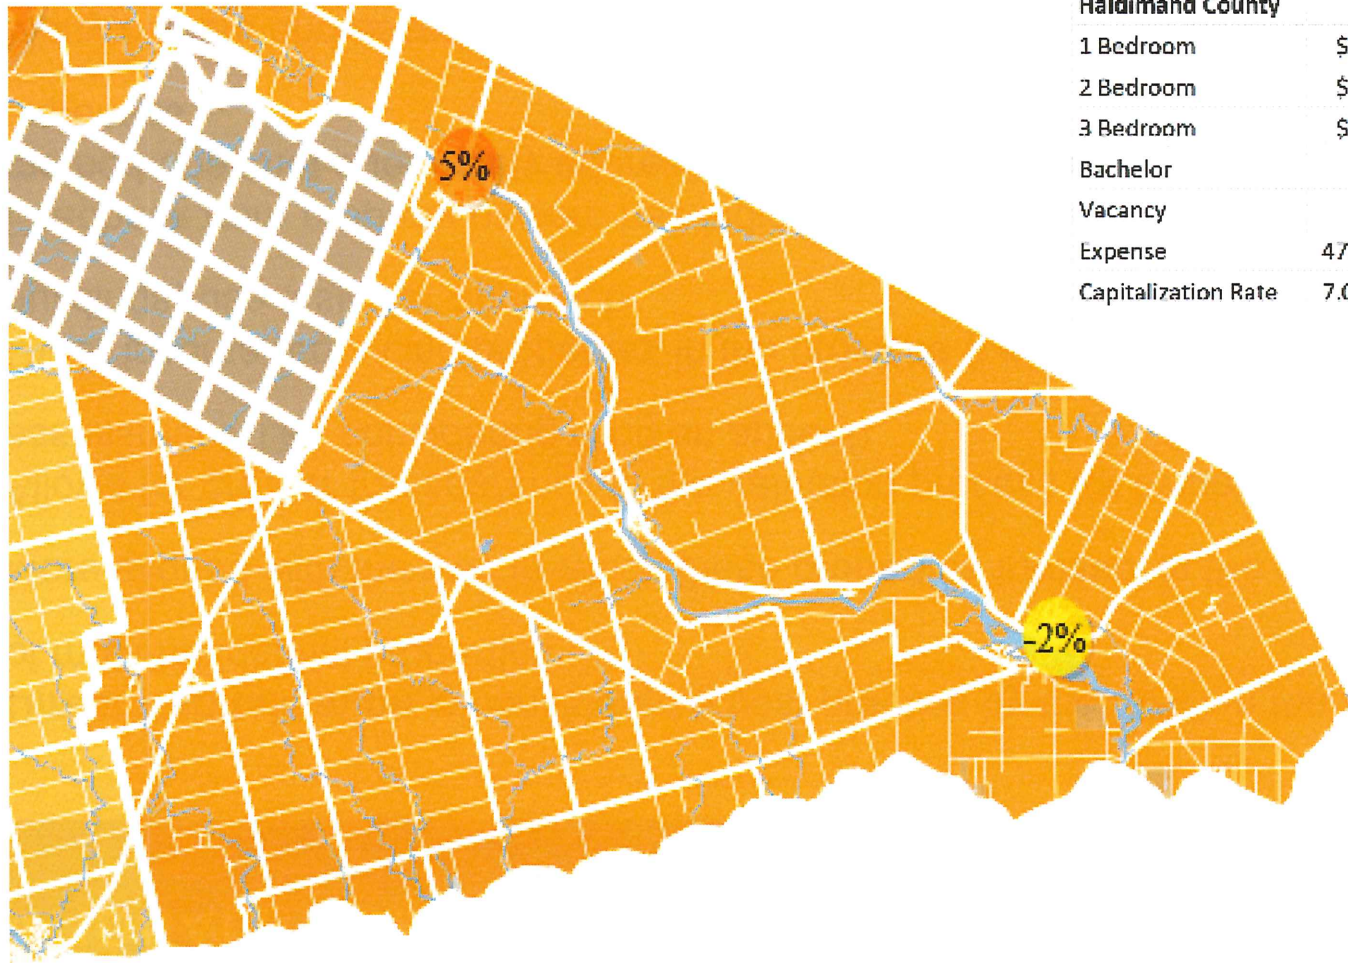 Haldimand County
1 Bedroom $
2 Bedroom $
3 Bedroom $
Bachelor
Vacancy
Expense 47
Capitalization Rate 7.0
5%
-2%